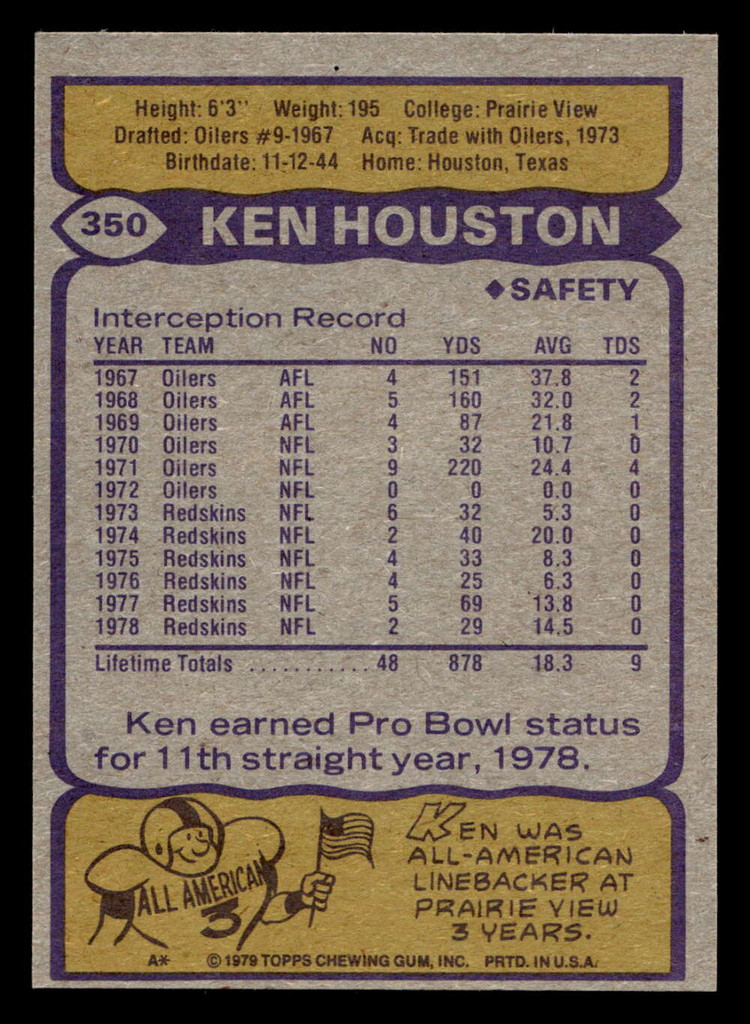 Height: 6'3" Weight: 195 College: Prairie View
Drafted: Oilers #9-1967 Acq: Trade with Oilers, 1973
Birthdate: 11-12-44 Home: Houston, Texas
350 KEN HOUSTON
◆SAFETY
Interception Record
YEAR TEAM NO YDS AVG TDS
1967 Oilers AFL 4 151 37.8 2
1968 Oilers AFL 5 160 32.0 2
1969 Oilers AFL 4 87 21.8 1
1970 Oilers NFL 3 32 10.7 0
1971 Oilers NFL 9 220 24.4 4
1972 Oilers NFL 0 0 0.0 0
1973 Redskins NFL 6 32 5.3 0
1974 Redskins NFL 2 40 20.0 0
1975 Redskins NFL 4 33 8.3 0
1976 Redskins NFL 4 25 6.3 0
1977 Redskins NFL 5 69 13.8 0
1978 Redskins NFL 2 29 14.5 0
Lifetime Totals ........... 48 878 18.3 9
Ken earned Pro Bowl status
for 11th straight year, 1978.
ALL AMERICAN
3
KEN WAS
ALL-AMERICAN
LINEBACKER AT
PRAIRIE VIEW
3 YEARS.
A* © 1979 TOPPS CHEWING GUM, INC. PRTD. IN U.S.A.